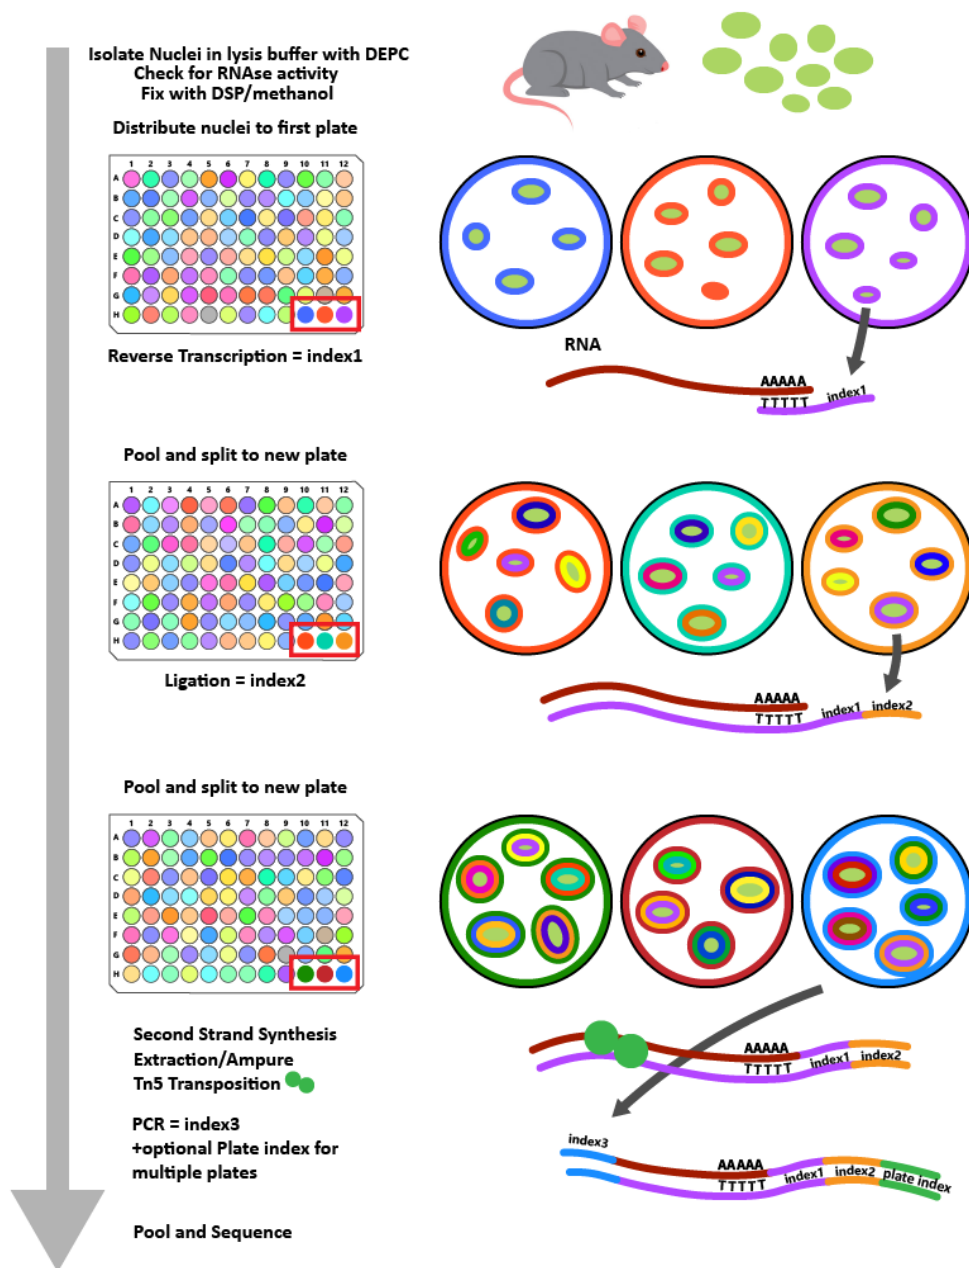 Isolate Nuclei in lysis buffer with DEPC
Check for RNAse activity
Fix with DSP/methanol
Distribute nuclei to first plate
1 2 3 4 5 6 7 8 9 10 11 12
A
B
C
D
E
F
G
H
Reverse Transcription = index1
RNA
AAAAA
TTTTT index1
Pool and split to new plate
1 2 3 4 5 6 7 8 9 10 11 12
A
B
C
D
E
F
G
H
Ligation = index2
AAAAA
TTTTT index1 index2
Pool and split to new plate
1 2 3 4 5 6 7 8 9 10 11 12
A
B
C
D
E
F
G
H
Second Strand Synthesis
Extraction/Ampure
Tn5 Transposition
AAAAA
TTTTT index1 index2
PCR = index3
+optional Plate index for
multiple plates
index3
AAAAA
TTTTT index1 index2 plate index
Pool and Sequence